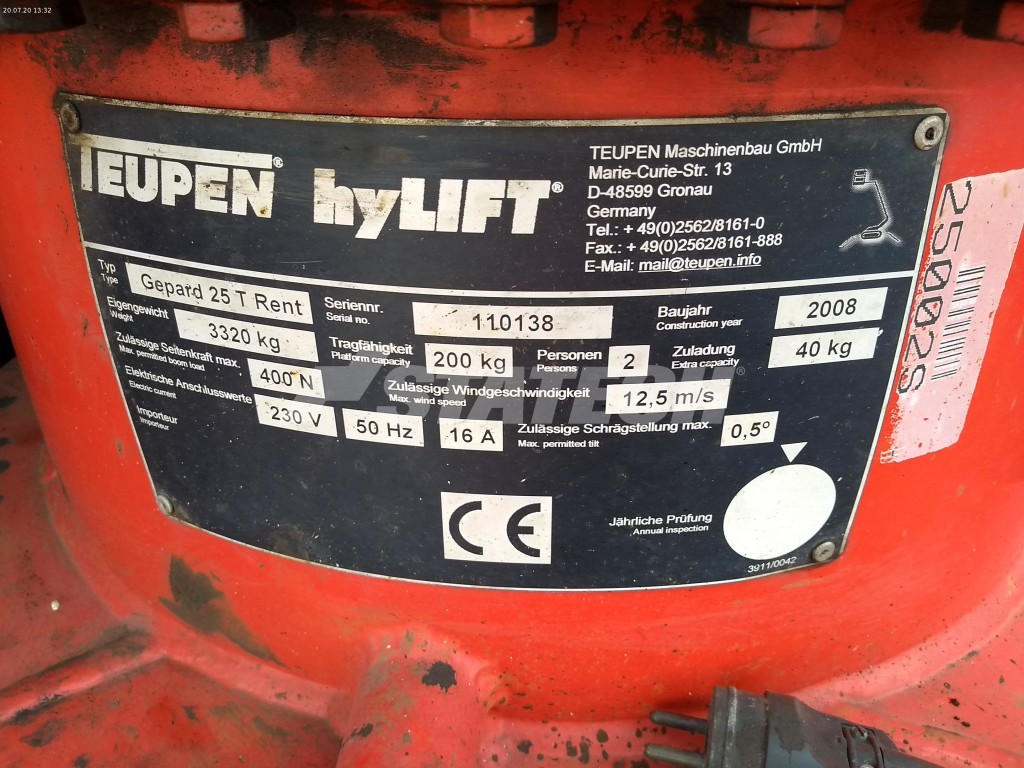 20.07.20 13:32
TEUPEN® hyLIFT®
TEUPEN Maschinenbau GmbH
Marie-Curie-Str. 13
D-48599 Gronau
Germany
Tel.: + 49(0)2562/8161-0
Fax.: + 49(0)2562/8161-888
E-Mail: mail@teupen.info
Typ
Type
Gepard 25 T Rent
Seriennr.
Serial no.
110138
Baujahr
Construction year
2008
Eigengewicht
Weight
3320 kg
Tragfähigkeit
Platform capacity
200 kg
Personen
Persons
2
Zuladung
Extra capacity
40 kg
Zulässige Seitenkraft max.
Max. permitted boom load
400 N
Zulässige Windgeschwindigkeit
Max. wind speed
12,5 m/s
Elektrische Anschlusswerte
Electric current
230 V
50 Hz
16 A
Zulässige Schrägstellung max.
Max. permitted tilt
0,5°
Importeur
Importeur
CE
Jährliche Prüfung
Annual inspection
3911/0042
250002S
STATECH®